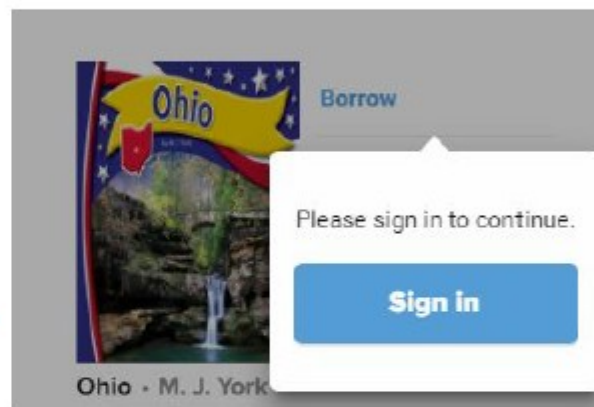 Ohio
Borrow
Please sign in to continue.
Sign in
Ohio • M. J. York